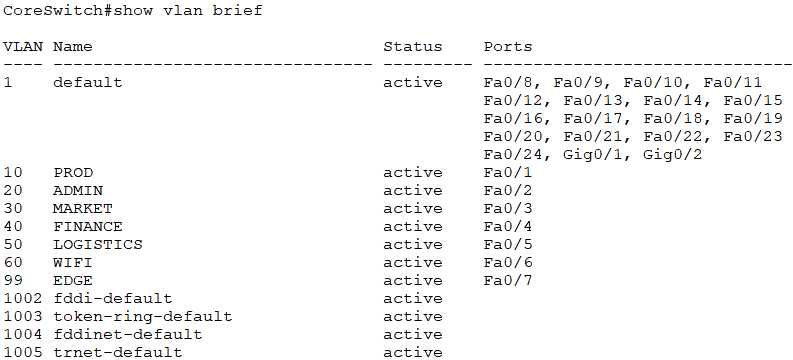 CoreSwitch#show vlan brief
VLAN Name                             Status    Ports
---- -------------------------------- --------- -------------------------------
1    default                          active    Fa0/8, Fa0/9, Fa0/10, Fa0/11
                                                Fa0/12, Fa0/13, Fa0/14, Fa0/15
                                                Fa0/16, Fa0/17, Fa0/18, Fa0/19
                                                Fa0/20, Fa0/21, Fa0/22, Fa0/23
                                                Fa0/24, Gig0/1, Gig0/2
10   PROD                             active    Fa0/1
20   ADMIN                            active    Fa0/2
30   MARKET                           active    Fa0/3
40   FINANCE                          active    Fa0/4
50   LOGISTICS                        active    Fa0/5
60   WIFI                             active    Fa0/6
99   EDGE                             active    Fa0/7
1002 fddi-default                     active
1003 token-ring-default               active
1004 fddinet-default                  active
1005 trnet-default                    active